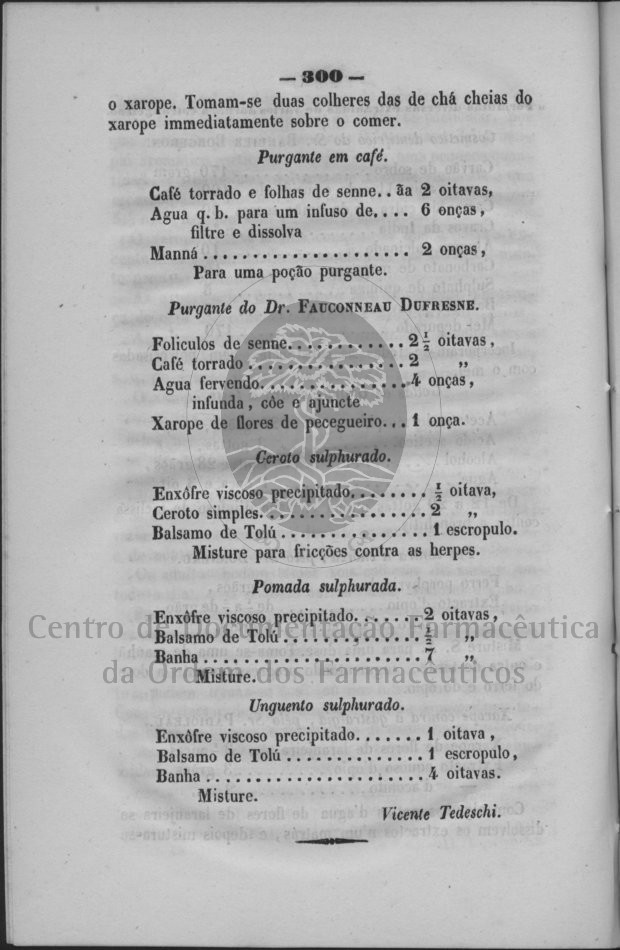 — 300 —
o xarope. Tomam-se duas colheres das de chá cheias do
xarope immediatamente sobre o comer.
Purgante em café.
Café torrado e folhas de senne.. ãa 2 oitavas,
Agua q. b. para um infuso de.... 6 onças,
filtre e dissolva
Manná..................... 2 onças,
Para uma poção purgante.
Purgante do Dr. FAUCONNEAU DUFRESNE.
Foliculos de senne............ 2 ½ oitavas,
Café torrado................ 2 „
Agua fervendo............... 4 onças,
infunda, côe e ajuncte
Xarope de flores de pecegueiro... 1 onça.
Ceroto sulphurado.
Enxôfre viscoso precipitado........ ½ oitava,
Ceroto simples................. 2 „
Balsamo de Tolú............... 1 escropulo.
Misture para fricções contra as herpes.
Pomada sulphurada.
Enxôfre viscoso precipitado....... 2 oitavas,
Balsamo de Tolú.............. ½ „
Banha...................... 7 „
Misture.
Unguento sulphurado.
Enxôfre viscoso precipitado....... 1 oitava,
Balsamo de Tolú.............. 1 escropulo,
Banha...................... 4 oitavas.
Misture.
Vicente Tedeschi.
Centro de Documentação Farmacêutica
da Ordem dos Farmacêuticos